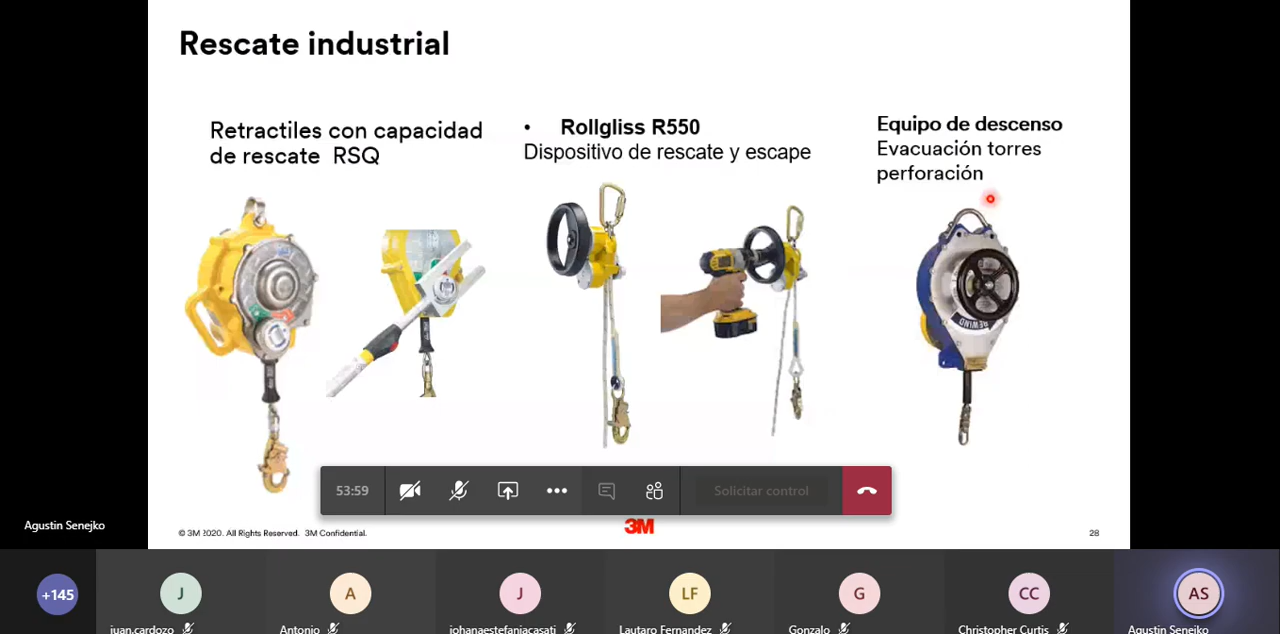 Rescate industrial
Retractiles con capacidad
de rescate RSQ
• Rollgliss R550
Dispositivo de rescate y escape
Equipo de descenso
Evacuación torres
perforación
REWIND
53:59
Solicitar control
Agustin Senejko
© 3M 2020. All Rights Reserved. 3M Confidential.
3M
28
+145
J
A
J
LF
G
CC
AS
juan.cardozo
Antonio
johanaestefaniacasati
Lautaro Fernandez
Gonzalo
Christopher Curtis
Agustin Senejko